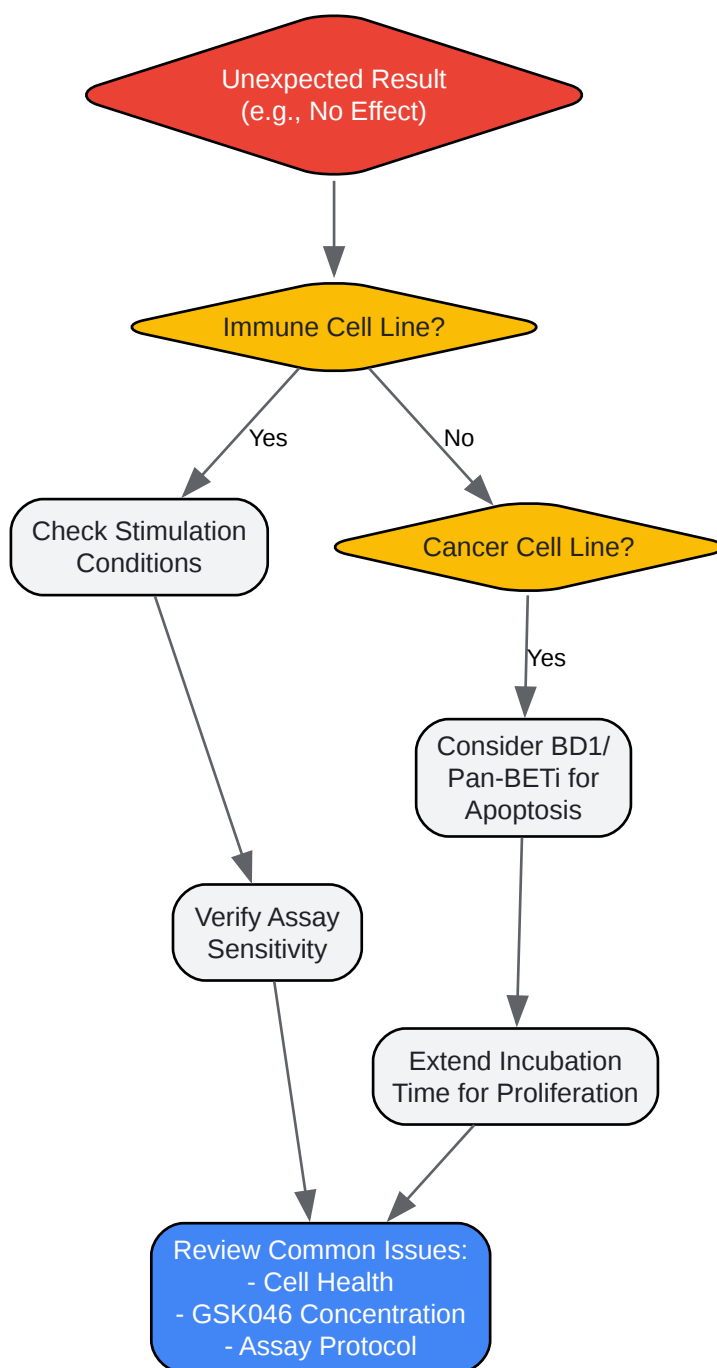 Unexpected Result
(e.g., No Effect)
Immune Cell Line?
Yes
No
Check Stimulation
Conditions
Cancer Cell Line?
Yes
Consider BD1/
Pan-BETi for
Apoptosis
Verify Assay
Sensitivity
Extend Incubation
Time for Proliferation
Review Common Issues:
- Cell Health
- GSK046 Concentration
- Assay Protocol